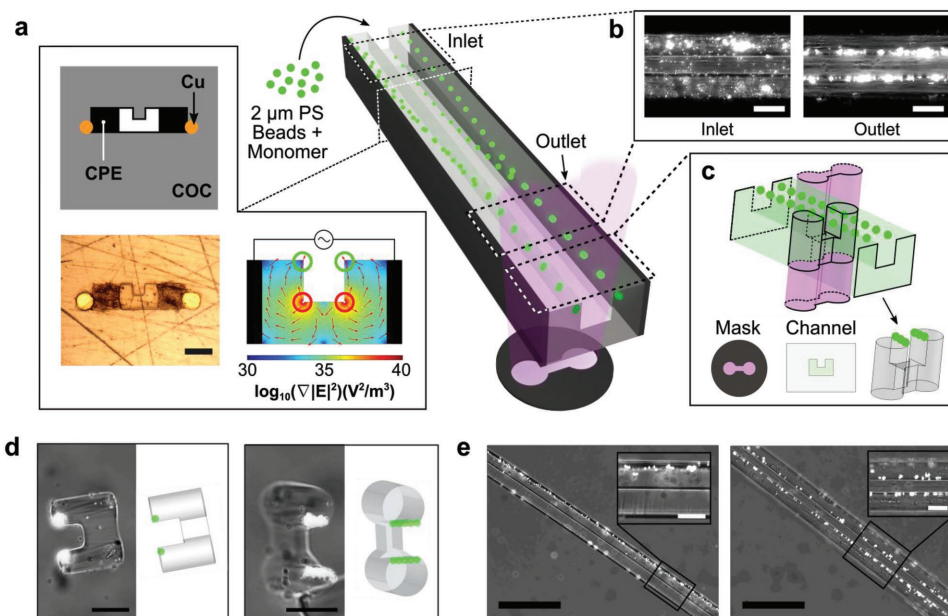 a
Cu
CPE
COC
30
35
40
log₁₀(∇|E|²)(V²/m³)
2 μm PS
Beads +
Monomer
Inlet
Outlet
b
Inlet
Outlet
c
Mask
Channel
d
e